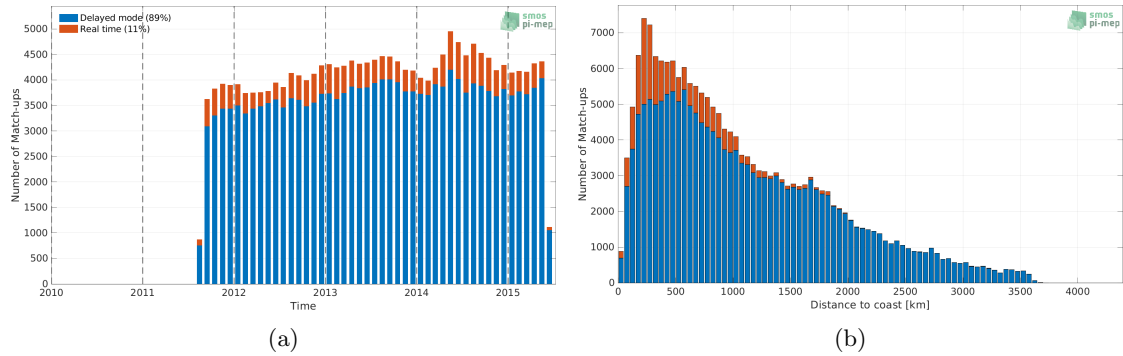 Delayed mode (89%)
Real time (11%)
smos
pi-mep
5000
4500
4000
3500
3000
2500
2000
1500
1000
500
0
Number of Match-ups
2010
2011
2012
2013
2014
2015
Time
(a)
smos
pi-mep
7000
6000
5000
4000
3000
2000
1000
0
Number of Match-ups
0
500
1000
1500
2000
2500
3000
3500
4000
Distance to coast [km]
(b)